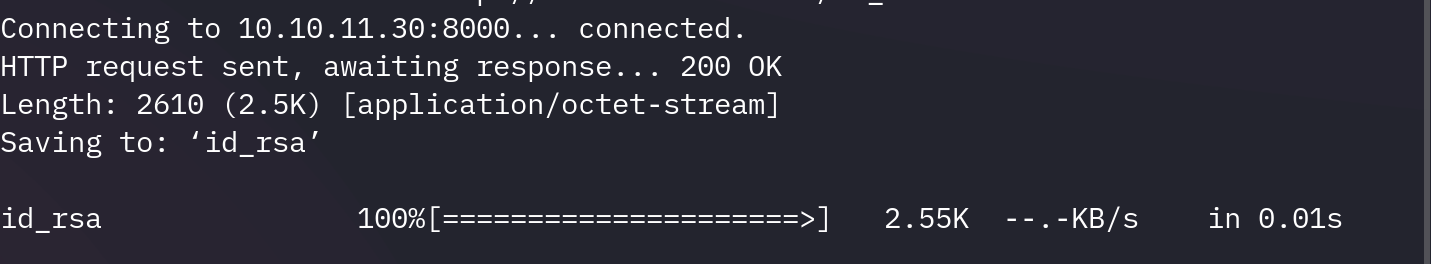 Connecting to 10.10.11.30:8000... connected.
HTTP request sent, awaiting response... 200 OK
Length: 2610 (2.5K) [application/octet-stream]
Saving to: ‘id_rsa’
id_rsa 100%[=====================>] 2.55K --.-KB/s in 0.01s